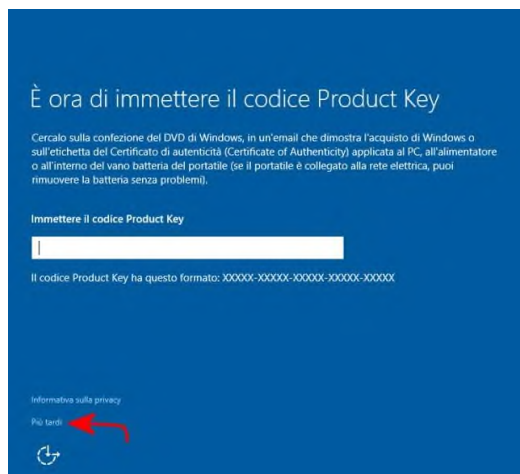 È ora di immettere il codice Product Key
Cercalo sulla confezione del DVD di Windows, in un'email che dimostra l'acquisto di Windows o
sull'etichetta del Certificato di autenticità (Certificate of Authenticity) applicata al PC, all'alimentatore
o all'interno del vano batteria del portatile (se il portatile è collegato alla rete elettrica, puoi
rimuovere la batteria senza problemi).
Immettere il codice Product Key
Il codice Product Key ha questo formato: XXXXX-XXXXX-XXXXX-XXXXX-XXXXX
Informativa sulla privacy
Più tardi